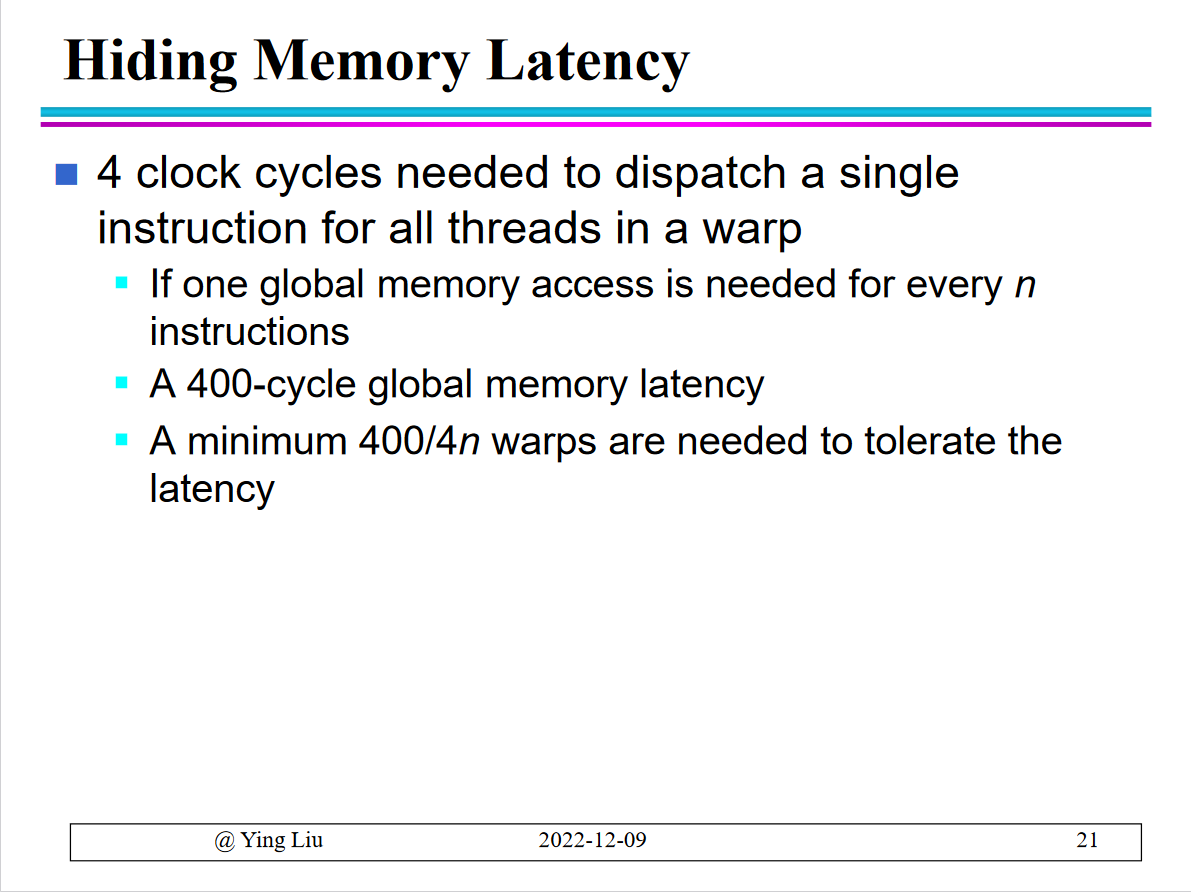 Hiding Memory Latency
4 clock cycles needed to dispatch a single
instruction for all threads in a warp
If one global memory access is needed for every n
instructions
A 400-cycle global memory latency
A minimum 400/4n warps are needed to tolerate the
latency
@ Ying Liu 2022-12-09 21